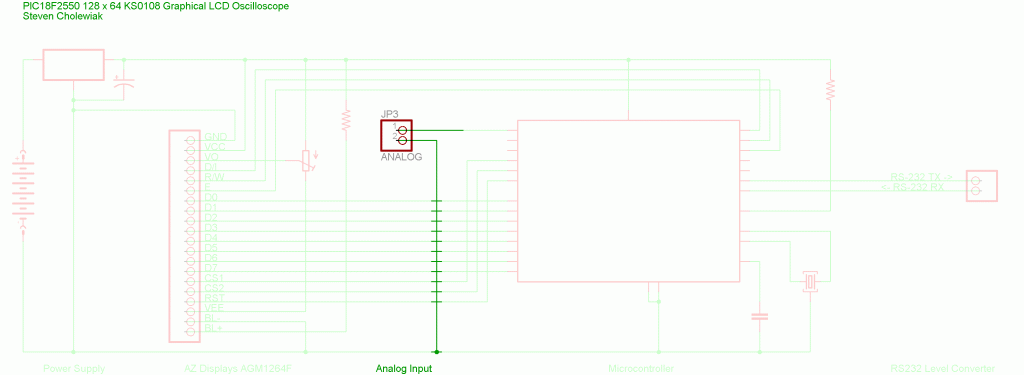 PIC18F2550 128 x 64 KS0108 Graphical LCD Oscilloscope
Steven Cholewiak
JP3
1
2
ANALOG
GND
VCC
VO
DI
R/W
E
D0
D1
D2
D3
D4
D5
D6
D7
CS1
CS2
RST
VEE
BL-
BL+
RS-232 TX ->
<- RS-232 RX
Power Supply
AZ Displays AGM1264F
Analog Input
Microcontroller
RS232 Level Converter